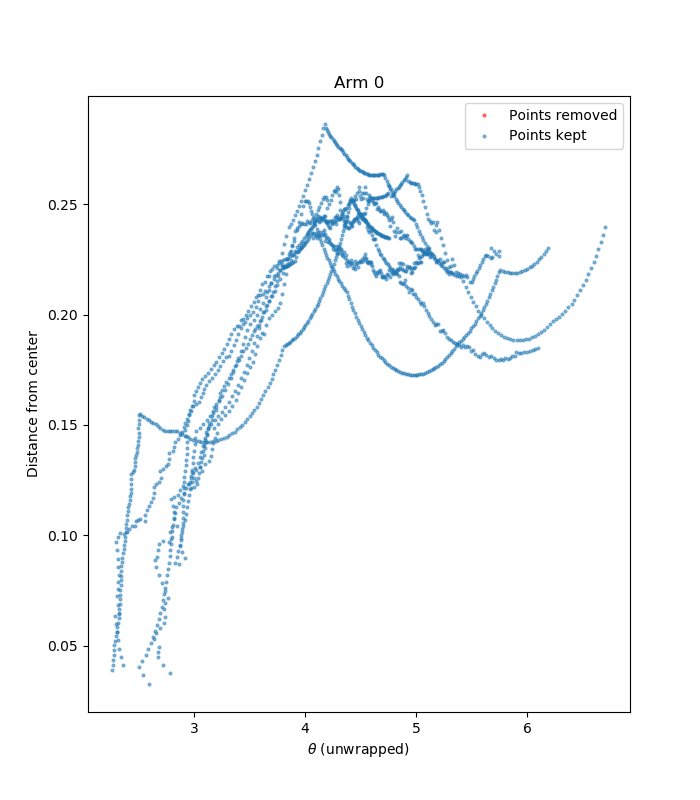 Arm 0
Points removed
Points kept
0.25
0.20
0.15
0.10
0.05
Distance from center
3 4 5 6
θ (unwrapped)